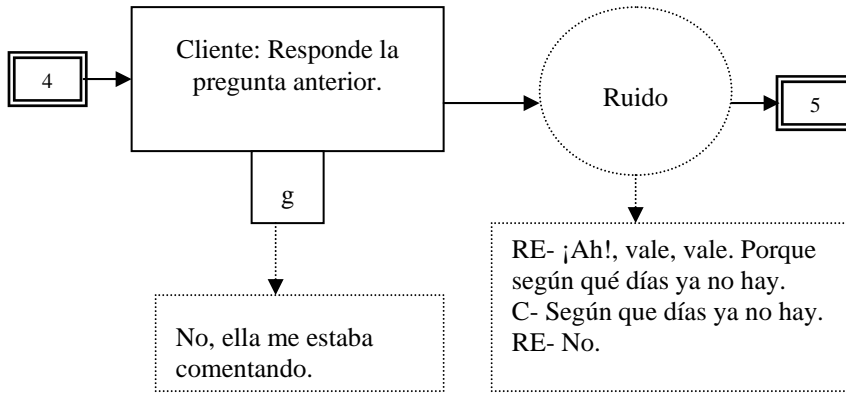 4
Cliente: Responde la
pregunta anterior.
Ruido
5
g
No, ella me estaba
comentando.
RE- ¡Ah!, vale, vale. Porque
según qué días ya no hay.
C- Según que días ya no hay.
RE- No.